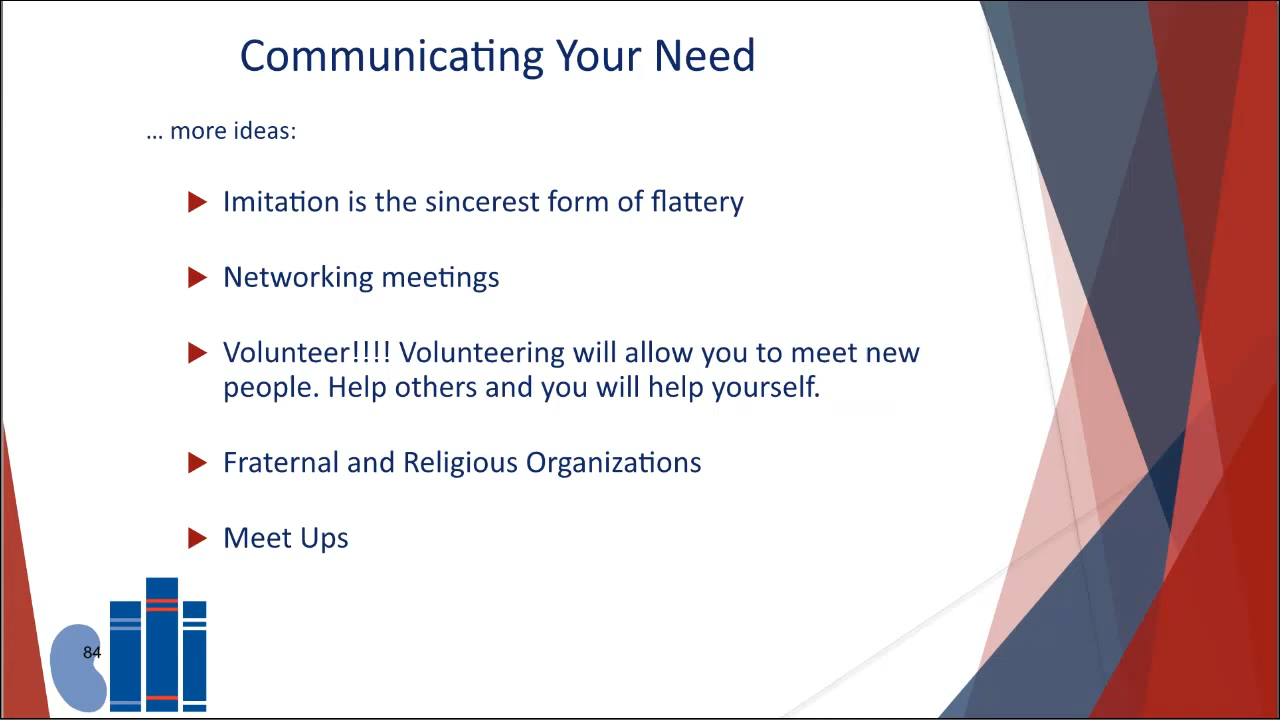 Communicating Your Need
... more ideas:
Imitation is the sincerest form of flattery
Networking meetings
Volunteer!!!! Volunteering will allow you to meet new
people. Help others and you will help yourself.
Fraternal and Religious Organizations
Meet Ups
84